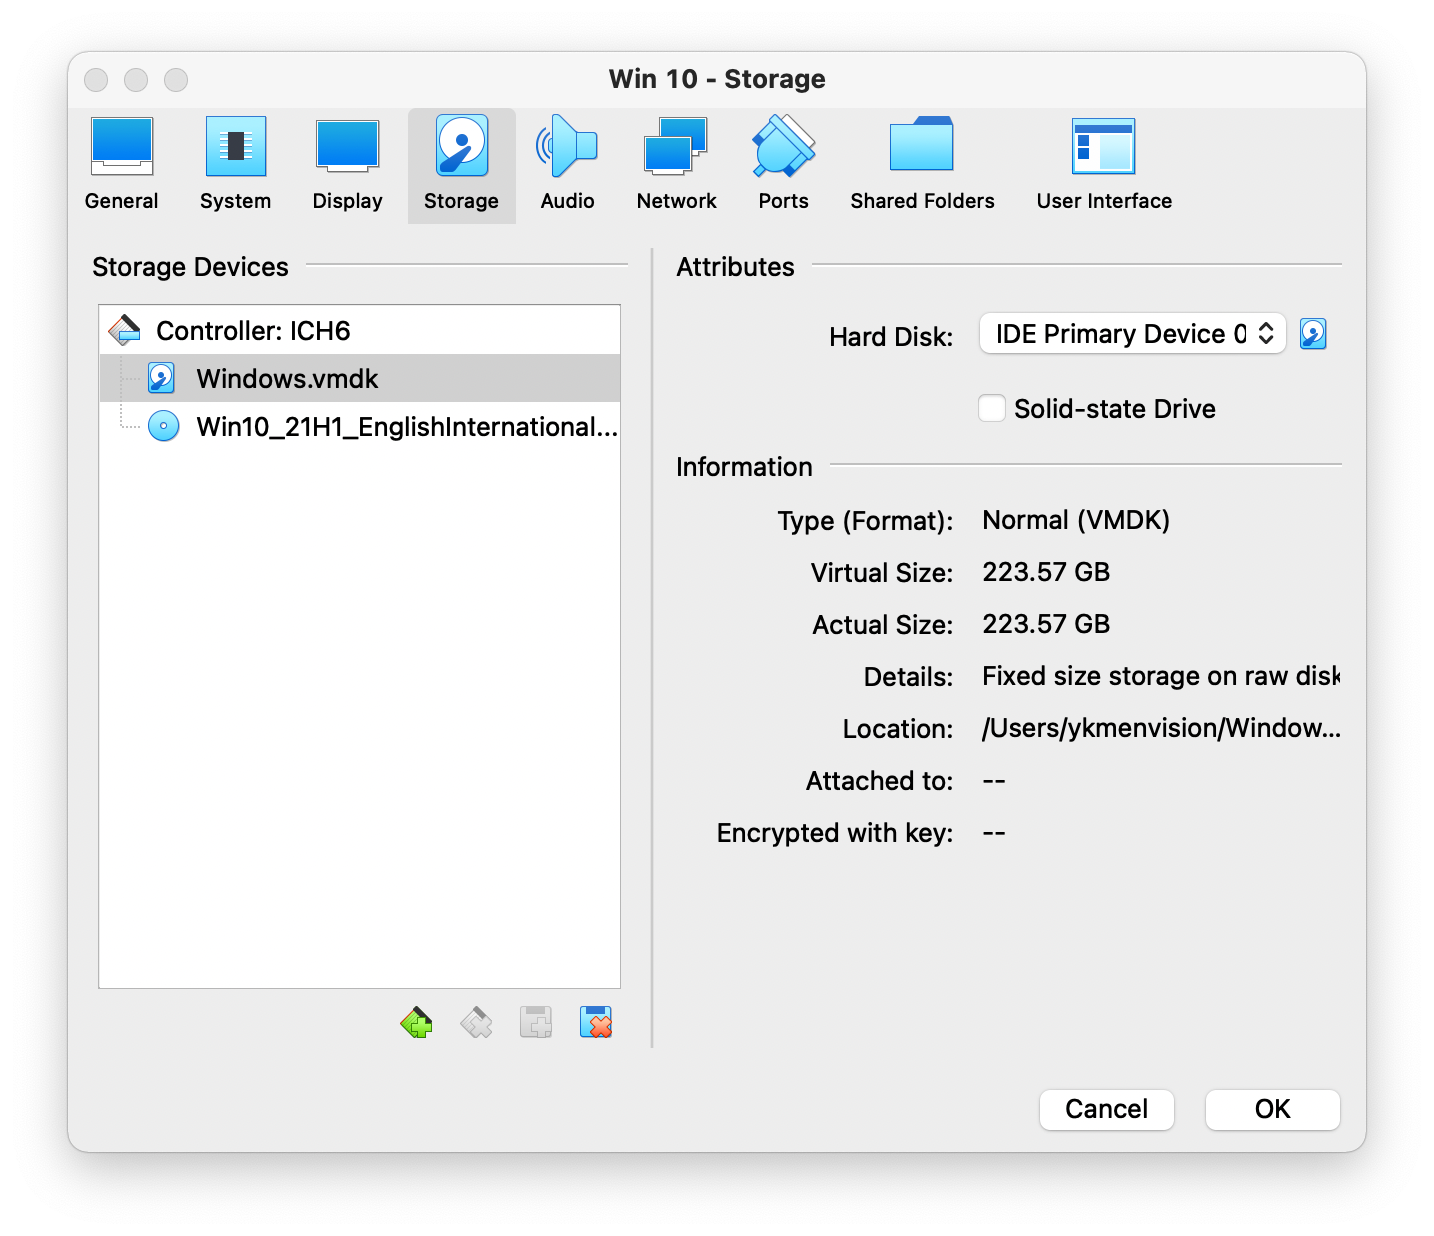 Win 10 - Storage
General System Display Storage Audio Network Ports Shared Folders User Interface
Storage Devices
Controller: ICH6
Windows.vmdk
Win10_21H1_EnglishInternational...
Attributes
Hard Disk: IDE Primary Device 0
Solid-state Drive
Information
Type (Format): Normal (VMDK)
Virtual Size: 223.57 GB
Actual Size: 223.57 GB
Details: Fixed size storage on raw disk
Location: /Users/ykmenvision/Window...
Attached to: --
Encrypted with key: --
Cancel OK